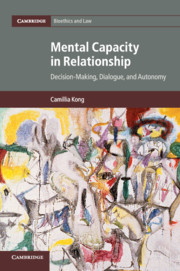 CAMBRIDGE
Bioethics and Law
Mental Capacity
in Relationship
Decision-Making, Dialogue, and Autonomy
Camillia Kong
CAMBRIDGE